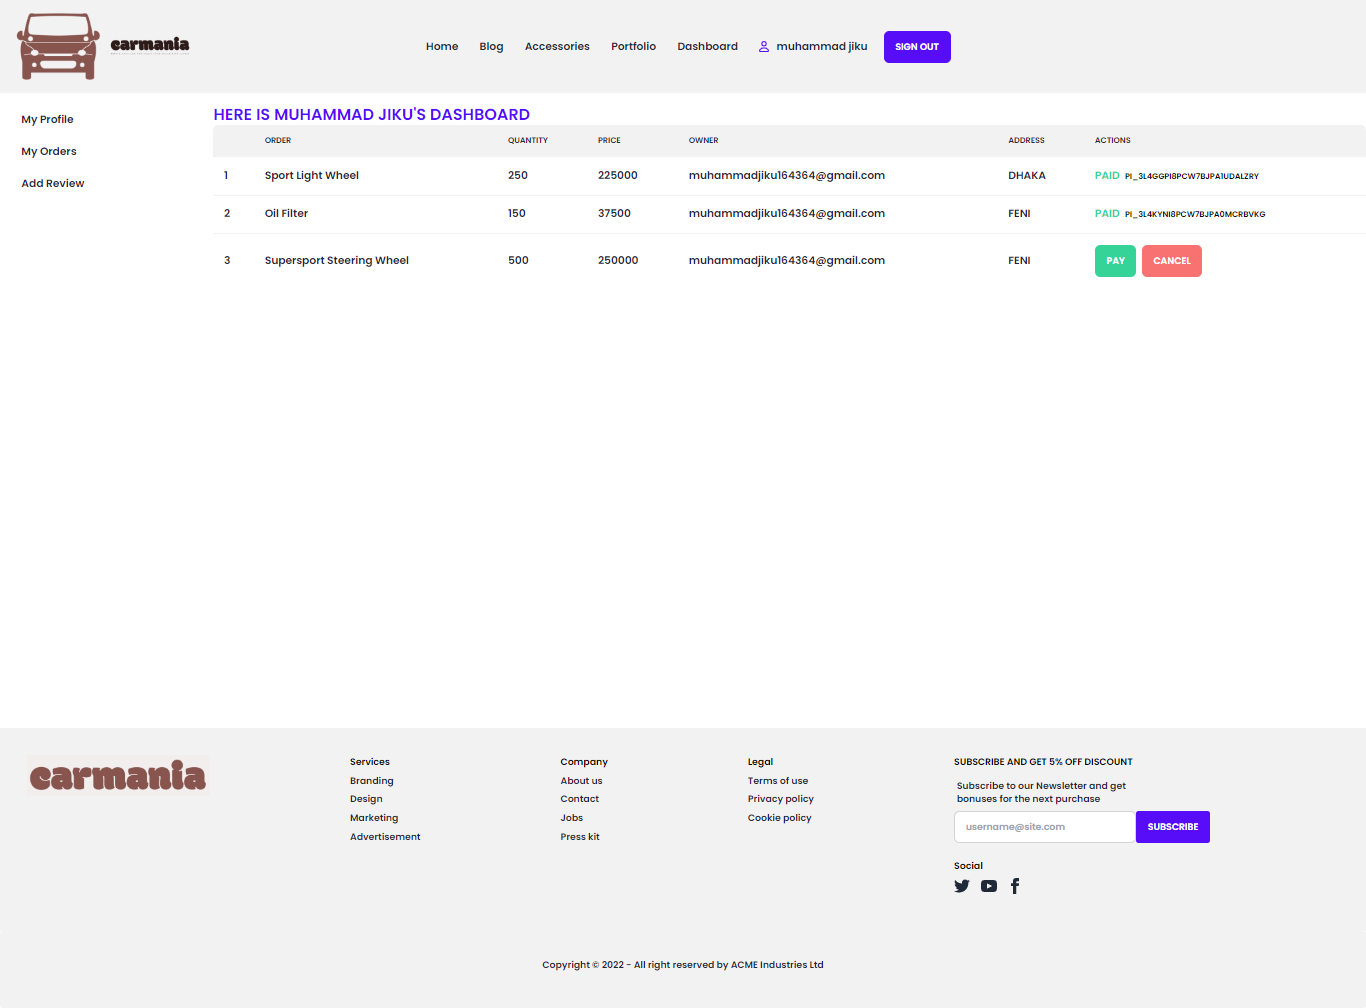 carmania
Home Blog Accessories Portfolio Dashboard muhammad jiku SIGN OUT
My Profile
My Orders
Add Review
HERE IS MUHAMMAD JIKU'S DASHBOARD
ORDER QUANTITY PRICE OWNER ADDRESS ACTIONS
1 Sport Light Wheel 250 225000 muhammadjiku164364@gmail.com DHAKA PAID PI_3L4GGPI8PCW7BJPA1UDALZRY
2 Oil Filter 150 37500 muhammadjiku164364@gmail.com FENI PAID PI_3L4KYNI8PCW7BJPA0MCRBVKG
3 Supersport Steering Wheel 500 250000 muhammadjiku164364@gmail.com FENI PAY CANCEL
carmania
Services
Branding
Design
Marketing
Advertisement
Company
About us
Contact
Jobs
Press kit
Legal
Terms of use
Privacy policy
Cookie policy
SUBSCRIBE AND GET 5% OFF DISCOUNT
Subscribe to our Newsletter and get
bonuses for the next purchase
username@site.com SUBSCRIBE
Social
Copyright © 2022 - All right reserved by ACME Industries Ltd